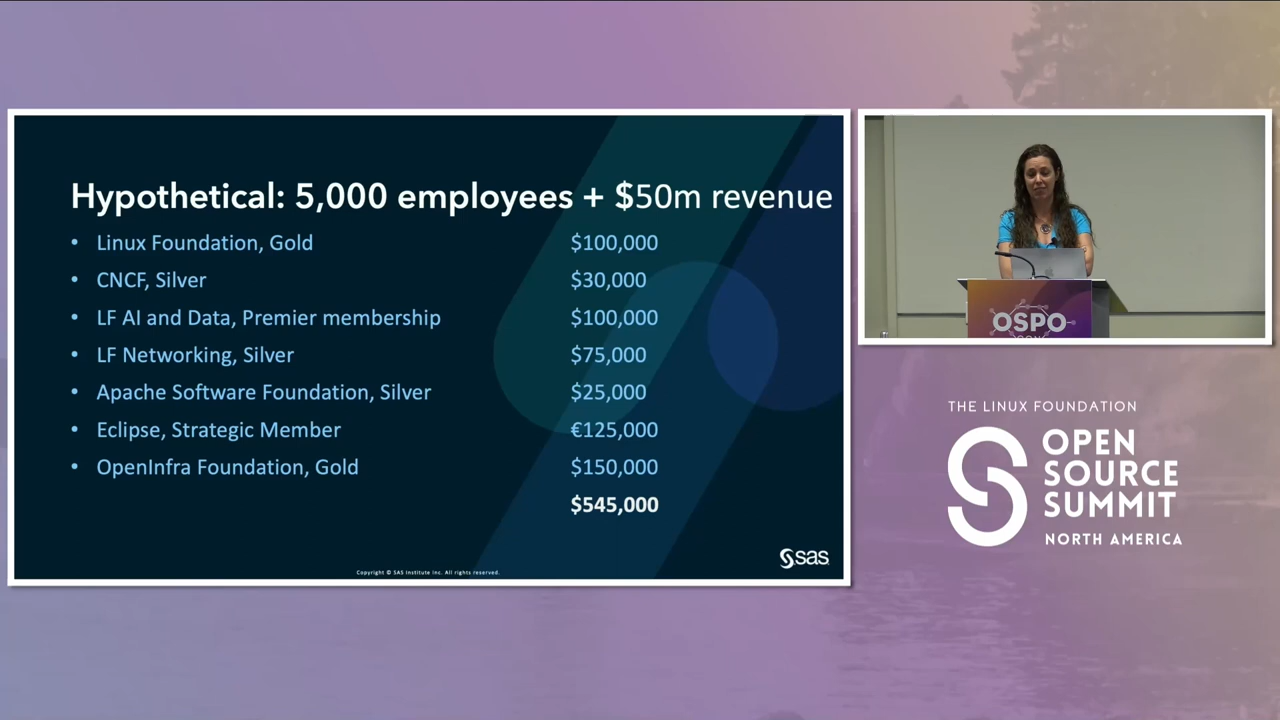 Hypothetical: 5,000 employees + $50m revenue
• Linux Foundation, Gold $100,000
• CNCF, Silver $30,000
• LF AI and Data, Premier membership $100,000
• LF Networking, Silver $75,000
• Apache Software Foundation, Silver $25,000
• Eclipse, Strategic Member €125,000
• OpenInfra Foundation, Gold $150,000
$545,000
Copyright © SAS Institute Inc. All rights reserved.
sas
OSPO
THE LINUX FOUNDATION
OPEN
SOURCE
SUMMIT
NORTH AMERICA